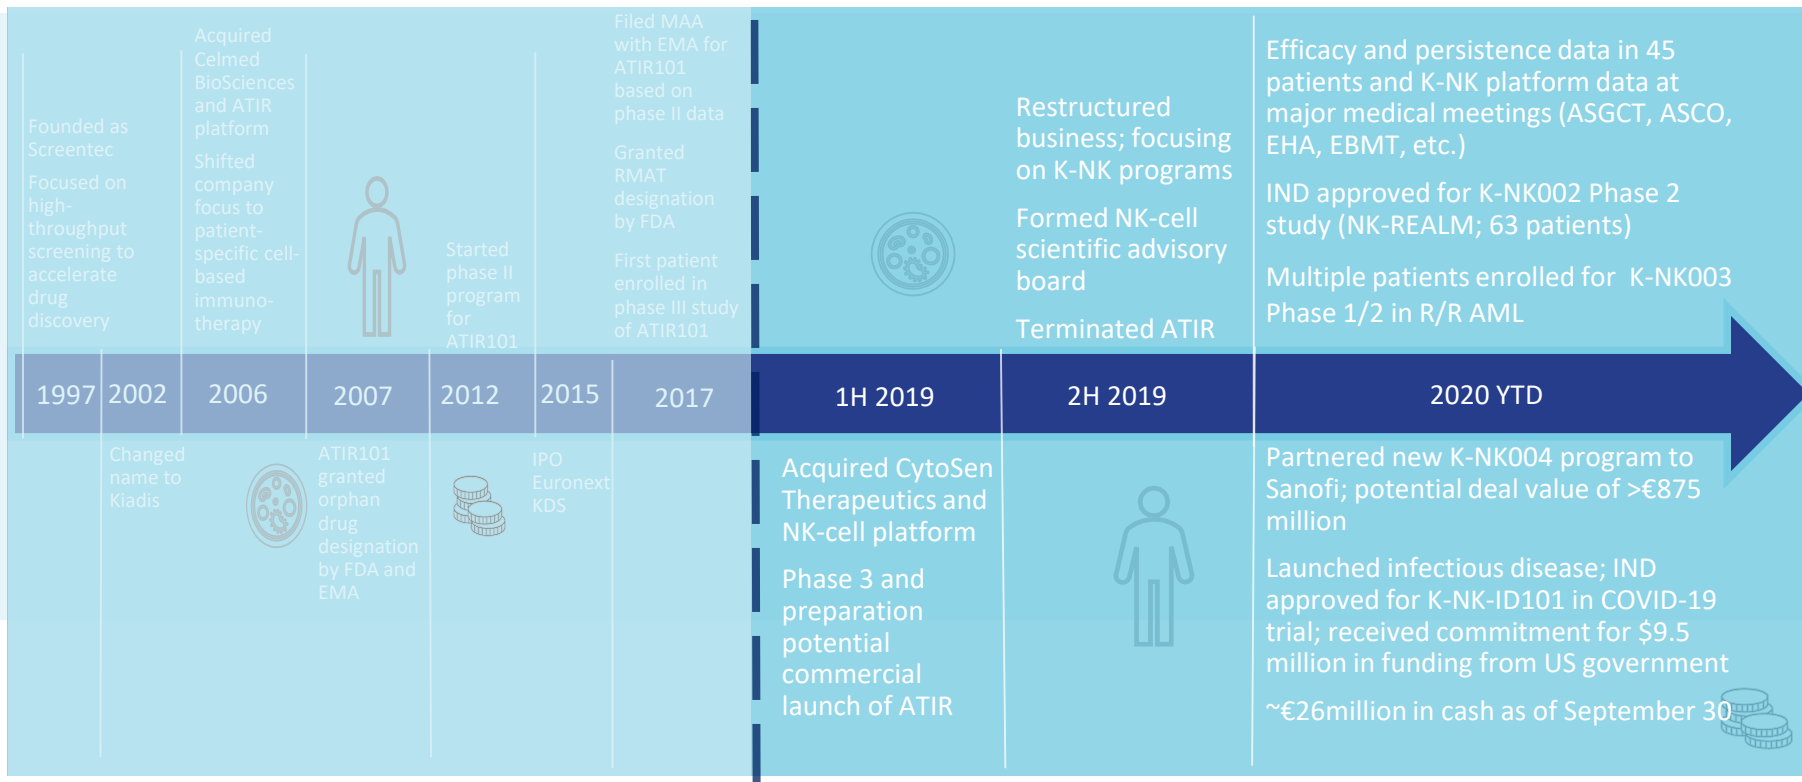 Founded as
Screentec
Focused on
high-
throughput
screening to
accelerate
drug
discovery
Acquired
Celmed
BioSciences
and ATIR
platform
Shifted
company
focus to
patient-
specific cell-
based
immuno-
therapy
Started
phase II
program
for
ATIR101
Filed MAA
with EMA for
ATIR101
based on
phase II data
Granted
RMAT
designation
by FDA
First patient
enrolled in
phase III study
of ATIR101
Restructured
business; focusing
on K-NK programs
Formed NK-cell
scientific advisory
board
Terminated ATIR
Efficacy and persistence data in 45
patients and K-NK platform data at
major medical meetings (ASGCT, ASCO,
EHA, EBMT, etc.)
IND approved for K-NK002 Phase 2
study (NK-REALM; 63 patients)
Multiple patients enrolled for K-NK003
Phase 1/2 in R/R AML
1997
2002
2006
2007
2012
2015
2017
1H 2019
2H 2019
2020 YTD
Changed
name to
Kiadis
ATIR101
granted
orphan
drug
designation
by FDA and
EMA
IPO
Euronext
KDS
Acquired CytoSen
Therapeutics and
NK-cell platform
Phase 3 and
preparation
potential
commercial
launch of ATIR
Partnered new K-NK004 program to
Sanofi; potential deal value of >€875
million
Launched infectious disease; IND
approved for K-NK-ID101 in COVID-19
trial; received commitment for $9.5
million in funding from US government
~€26million in cash as of September 30